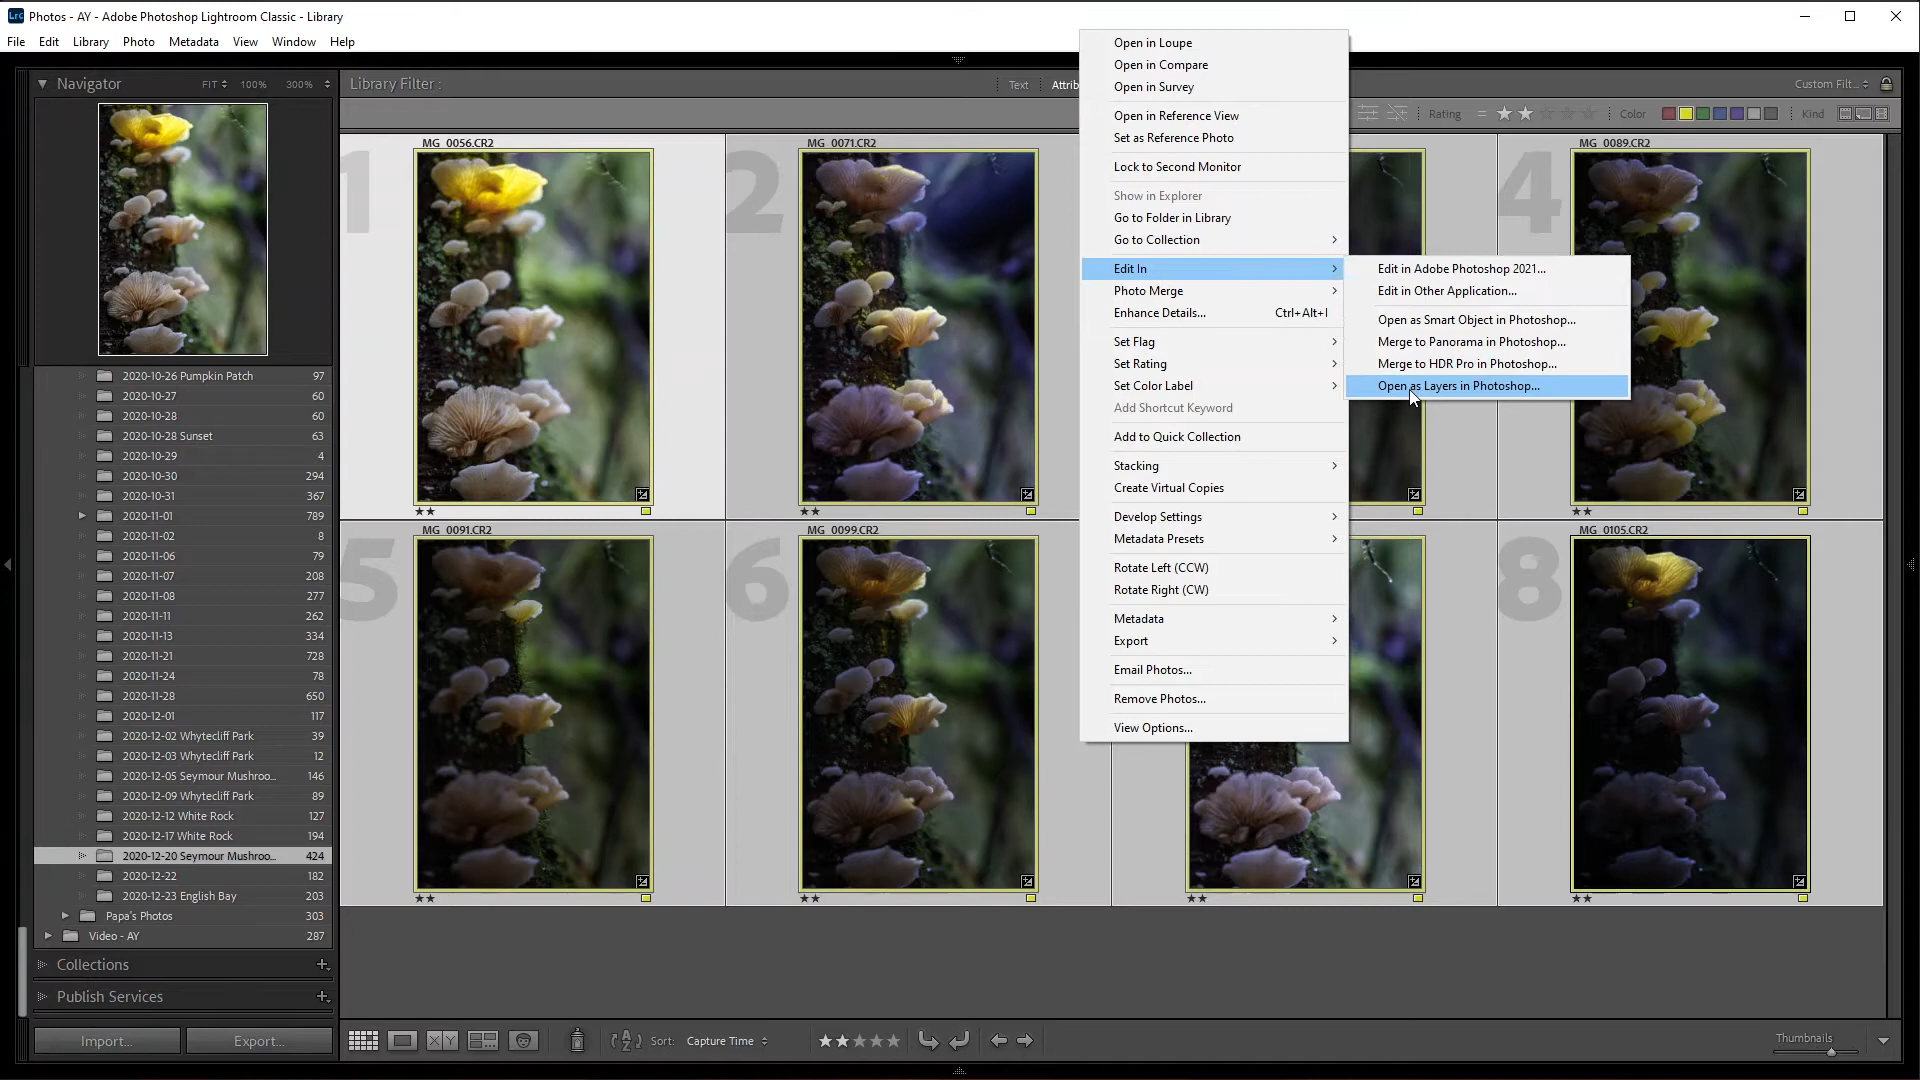 Lrc Photos - AY - Adobe Photoshop Lightroom Classic - Library
File Edit Library Photo Metadata View Window Help
Navigator FIT 100% 300%
Library Filter : Text Attrib
Custom Filt...
Rating = Color Kind
1 MG_0056.CR2
2 MG_0071.CR2
4 MG_0089.CR2
5 MG_0091.CR2
6 MG_0099.CR2
8 MG_0105.CR2
Open in Loupe
Open in Compare
Open in Survey
Open in Reference View
Set as Reference Photo
Lock to Second Monitor
Show in Explorer
Go to Folder in Library
Go to Collection
Edit In
Photo Merge
Enhance Details... Ctrl+Alt+I
Set Flag
Set Rating
Set Color Label
Add Shortcut Keyword
Add to Quick Collection
Stacking
Create Virtual Copies
Develop Settings
Metadata Presets
Rotate Left (CCW)
Rotate Right (CW)
Metadata
Export
Email Photos...
Remove Photos...
View Options...
Edit in Adobe Photoshop 2021...
Edit in Other Application...
Open as Smart Object in Photoshop...
Merge to Panorama in Photoshop...
Merge to HDR Pro in Photoshop...
Open as Layers in Photoshop...
2020-10-26 Pumpkin Patch 97
2020-10-27 60
2020-10-28 60
2020-10-28 Sunset 63
2020-10-29 4
2020-10-30 294
2020-10-31 367
2020-11-01 789
2020-11-02 8
2020-11-06 79
2020-11-07 208
2020-11-08 277
2020-11-11 262
2020-11-13 334
2020-11-21 728
2020-11-24 78
2020-11-28 650
2020-12-01 117
2020-12-02 Whytecliff Park 39
2020-12-03 Whytecliff Park 12
2020-12-05 Seymour Mushroo... 146
2020-12-09 Whytecliff Park 89
2020-12-12 White Rock 127
2020-12-17 White Rock 194
2020-12-20 Seymour Mushroo... 424
2020-12-22 182
2020-12-23 English Bay 203
Papa's Photos 303
Video - AY 287
Collections
Publish Services
Import... Export...
XY
A Z Sort: Capture Time
Thumbnails